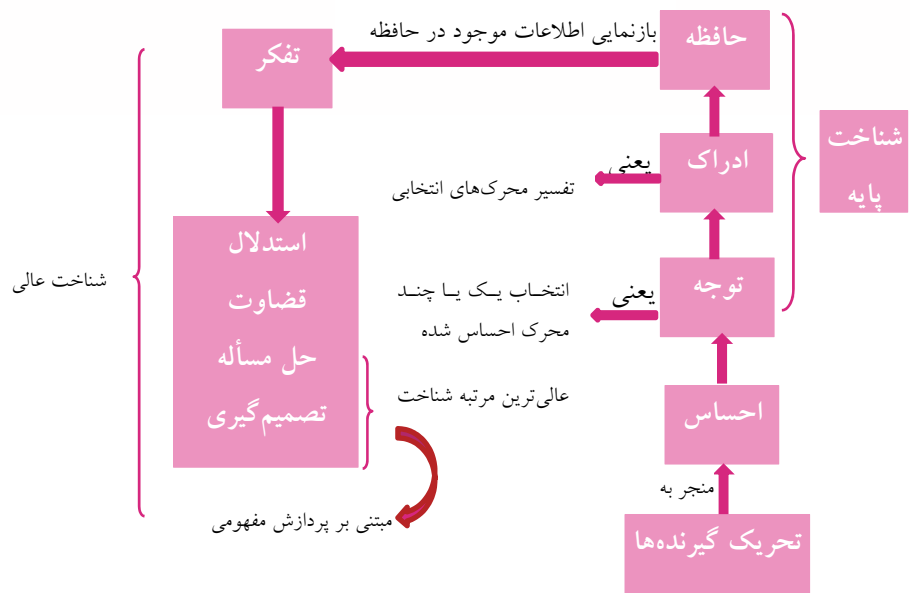 حافظه
بازنمایی اطلاعات موجود در حافظه
تفکر
شناخت
پایه
ادراک
یعنی
تفسیر محرک‌های انتخابی
توجه
یعنی
انتخاب یک یا چند
محرک احساس شده
احساس
منجر به
تحریک گیرنده‌ها
استدلال
قضاوت
حل مسأله
تصمیم‌گیری
شناخت عالی
عالی‌ترین مرتبه شناخت
مبتنی بر پردازش مفهومی